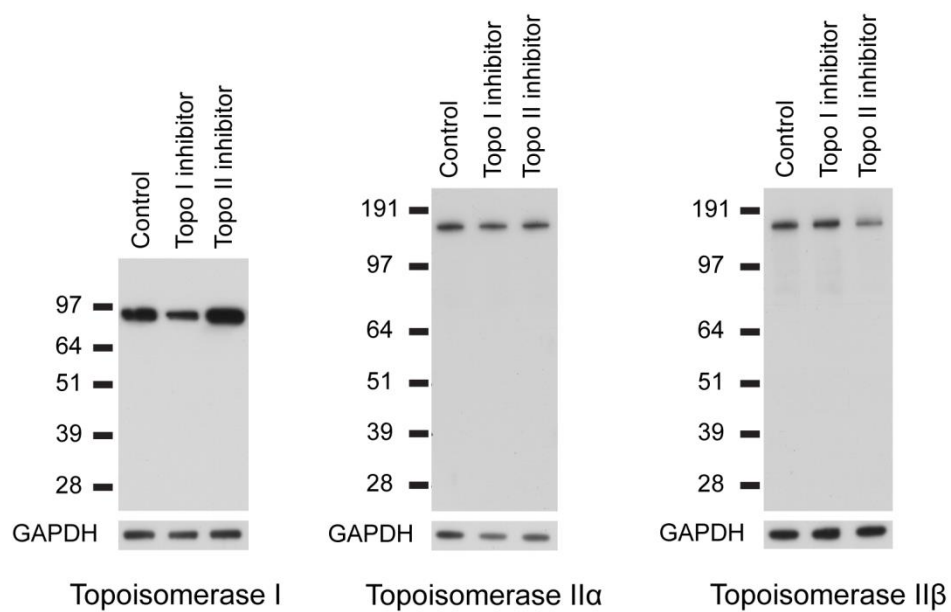 Control
Topo I inhibitor
Topo II inhibitor
97
64
51
39
28
GAPDH
Topoisomerase I
Control
Topo I inhibitor
Topo II inhibitor
191
97
64
51
39
28
GAPDH
Topoisomerase IIα
Control
Topo I inhibitor
Topo II inhibitor
191
97
64
51
39
28
GAPDH
Topoisomerase IIβ